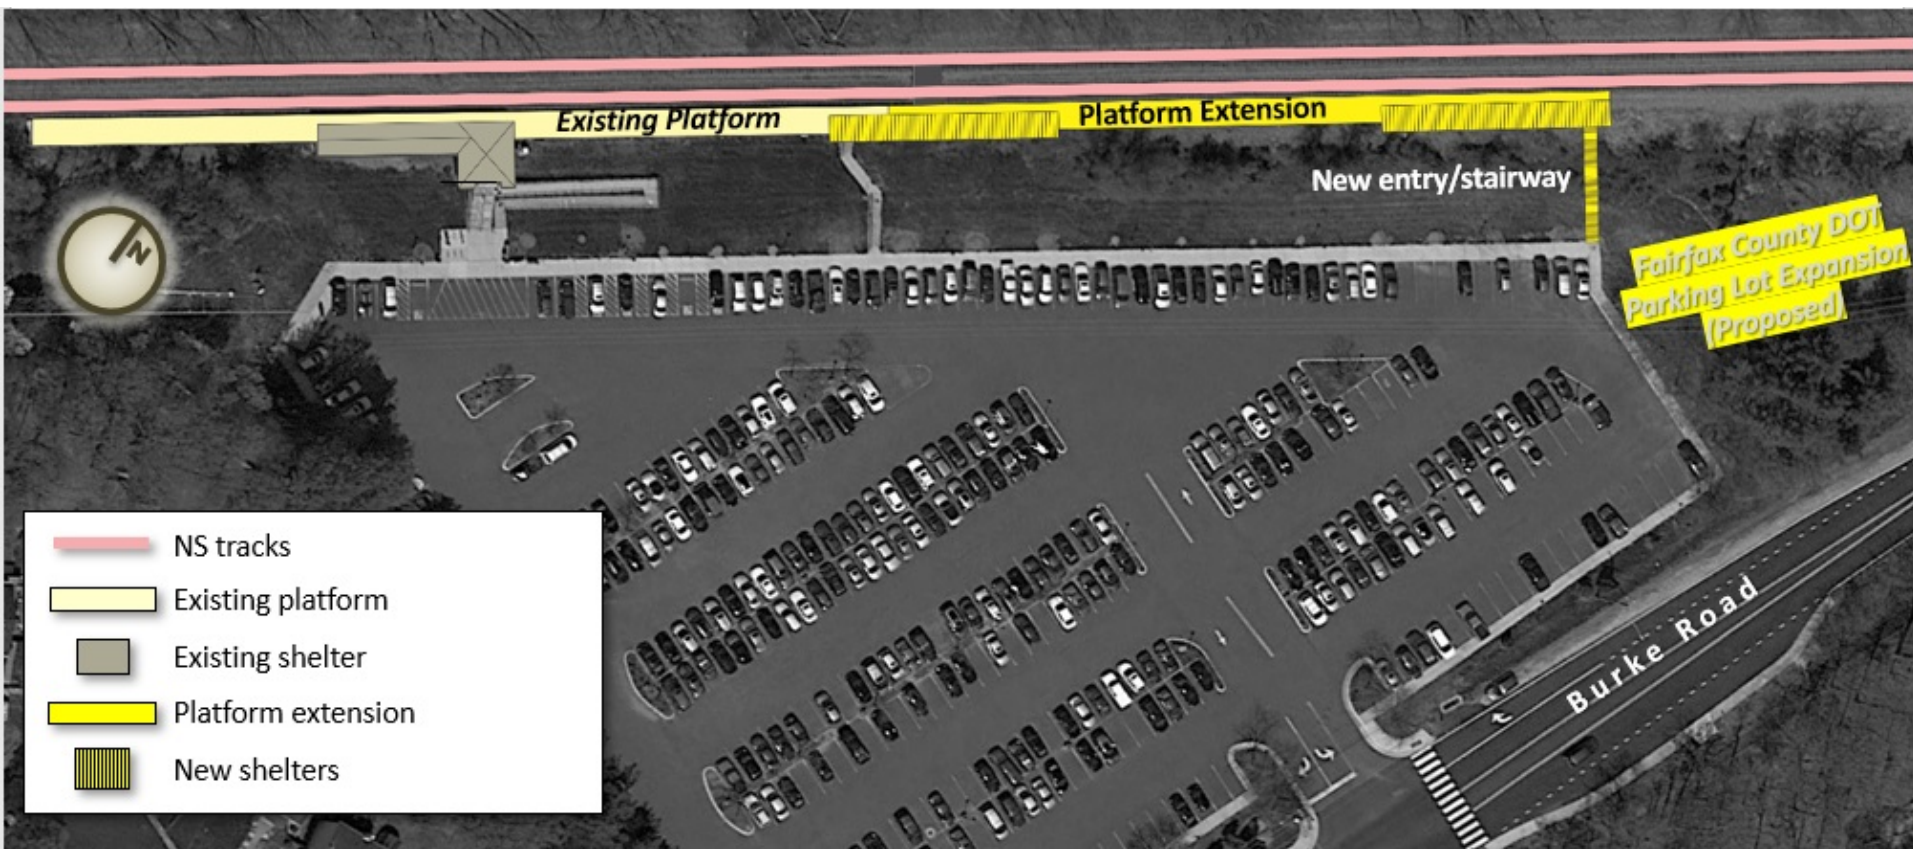 Existing Platform
Platform Extension
New entry/stairway
N
Fairfax County DOT
Parking Lot Expansion
(Proposed)
NS tracks
Existing platform
Existing shelter
Platform extension
New shelters
Burke Road